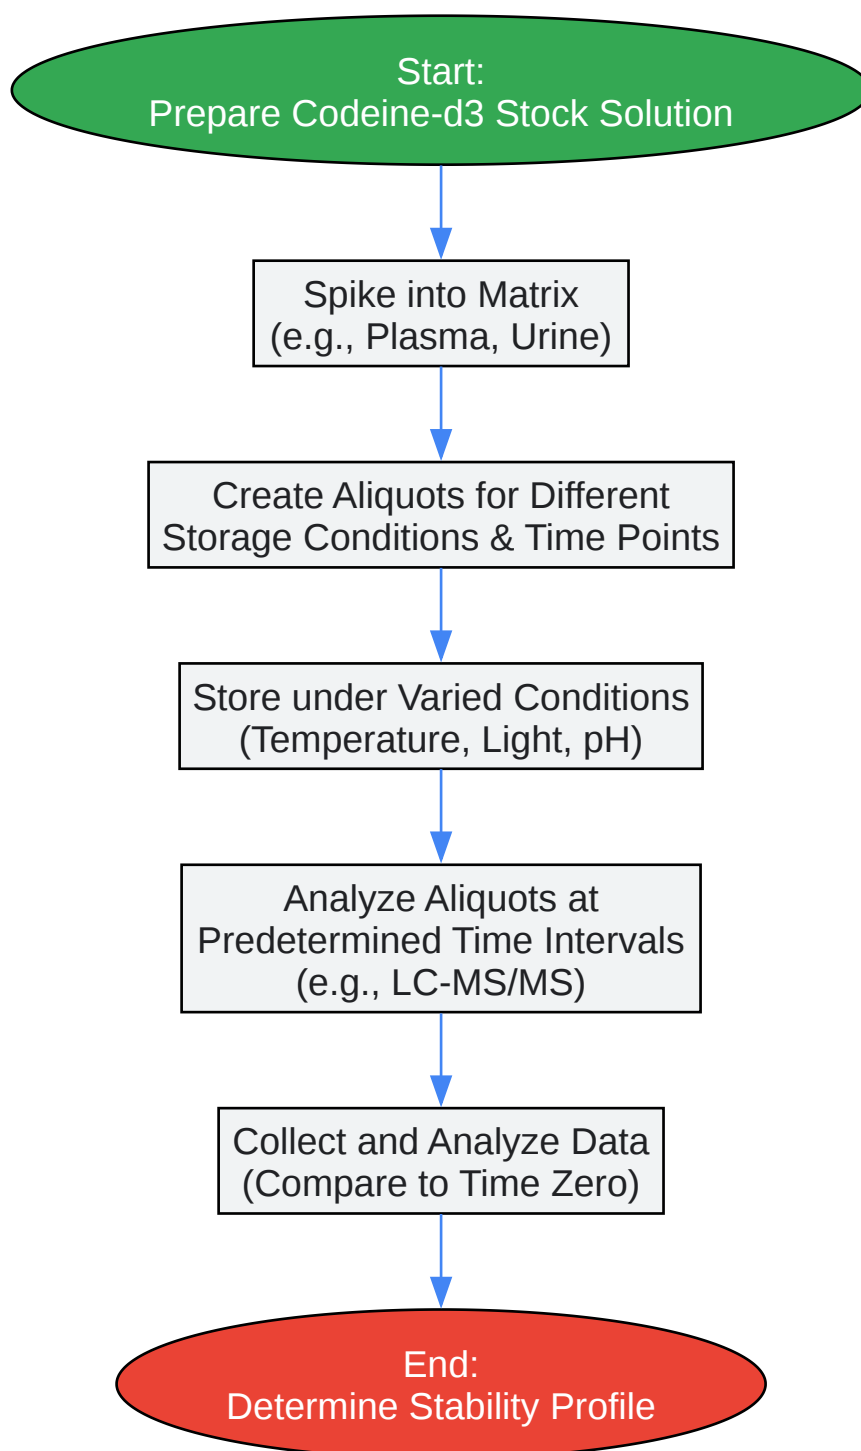 Start:
Prepare Codeine-d3 Stock Solution
Spike into Matrix
(e.g., Plasma, Urine)
Create Aliquots for Different
Storage Conditions & Time Points
Store under Varied Conditions
(Temperature, Light, pH)
Analyze Aliquots at
Predetermined Time Intervals
(e.g., LC-MS/MS)
Collect and Analyze Data
(Compare to Time Zero)
End:
Determine Stability Profile